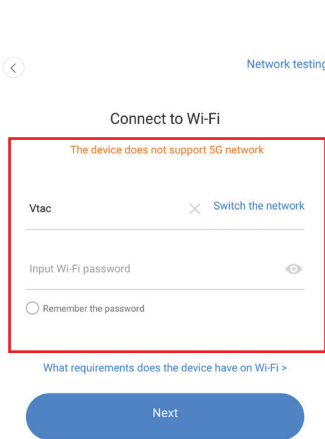 Network testing
Connect to Wi-Fi
The device does not support 5G network
Vtac
Switch the network
Input Wi-Fi password
Remember the password
What requirements does the device have on Wi-Fi >
Next